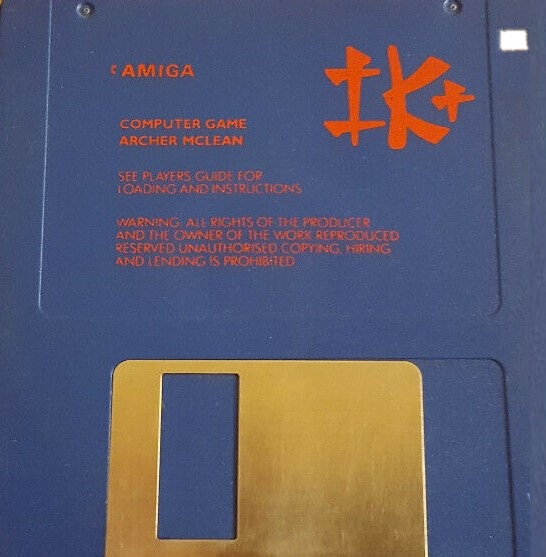 AMIGA
IK+
COMPUTER GAME
ARCHER MCLEAN
SEE PLAYERS GUIDE FOR
LOADING AND INSTRUCTIONS
WARNING. ALL RIGHTS OF THE PRODUCER
AND THE OWNER OF THE WORK REPRODUCED
RESERVED UNAUTHORISED COPYING, HIRING
AND LENDING IS PROHIBITED